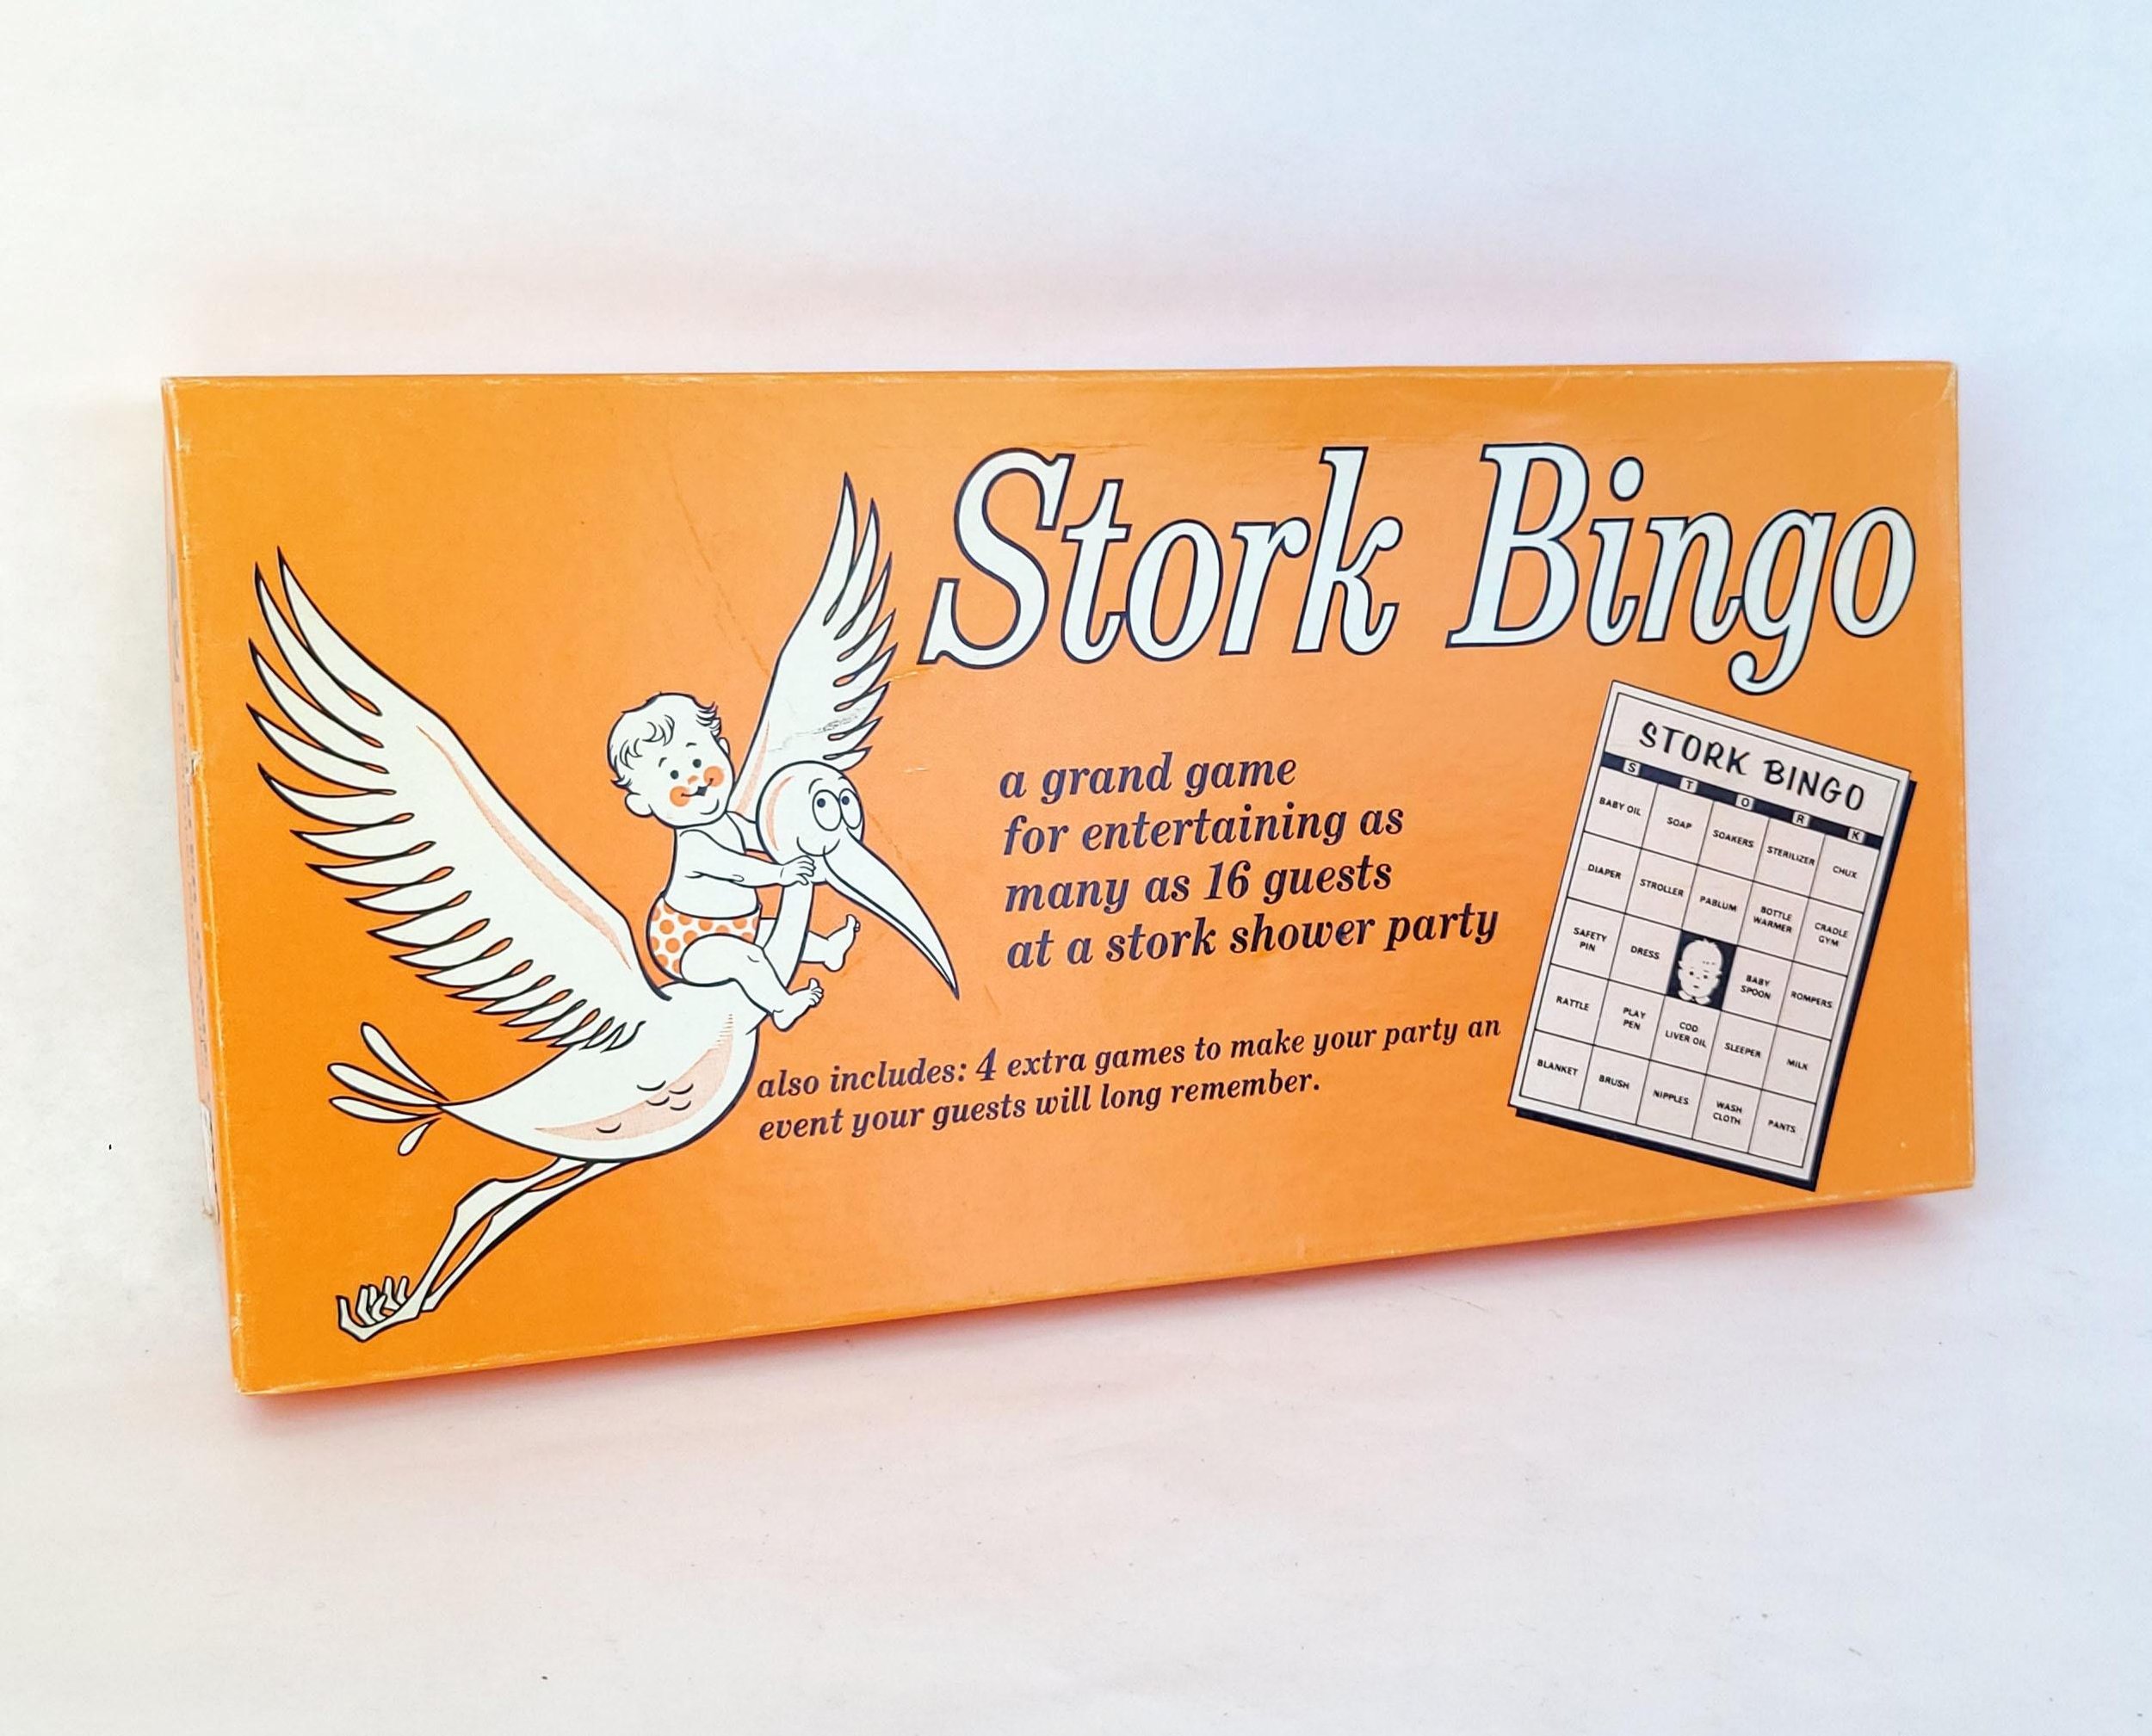 Stork Bingo
a grand game
for entertaining as
many as 16 guests
at a stork shower party
also includes: 4 extra games to make your party an
event your guests will long remember.
STORK BINGO
S T O R K
BABY OIL SOAP SOAKERS STERILIZER CHUX
DIAPER STROLLER PABLUM BOTTLE WARMER CRADLE GYM
SAFETY PIN DRESS BABY SPOON ROMPERS
RATTLE PLAY PEN COD LIVER OIL SLEEPER MILK
BLANKET BRUSH NIPPLES WASH CLOTH PANTS